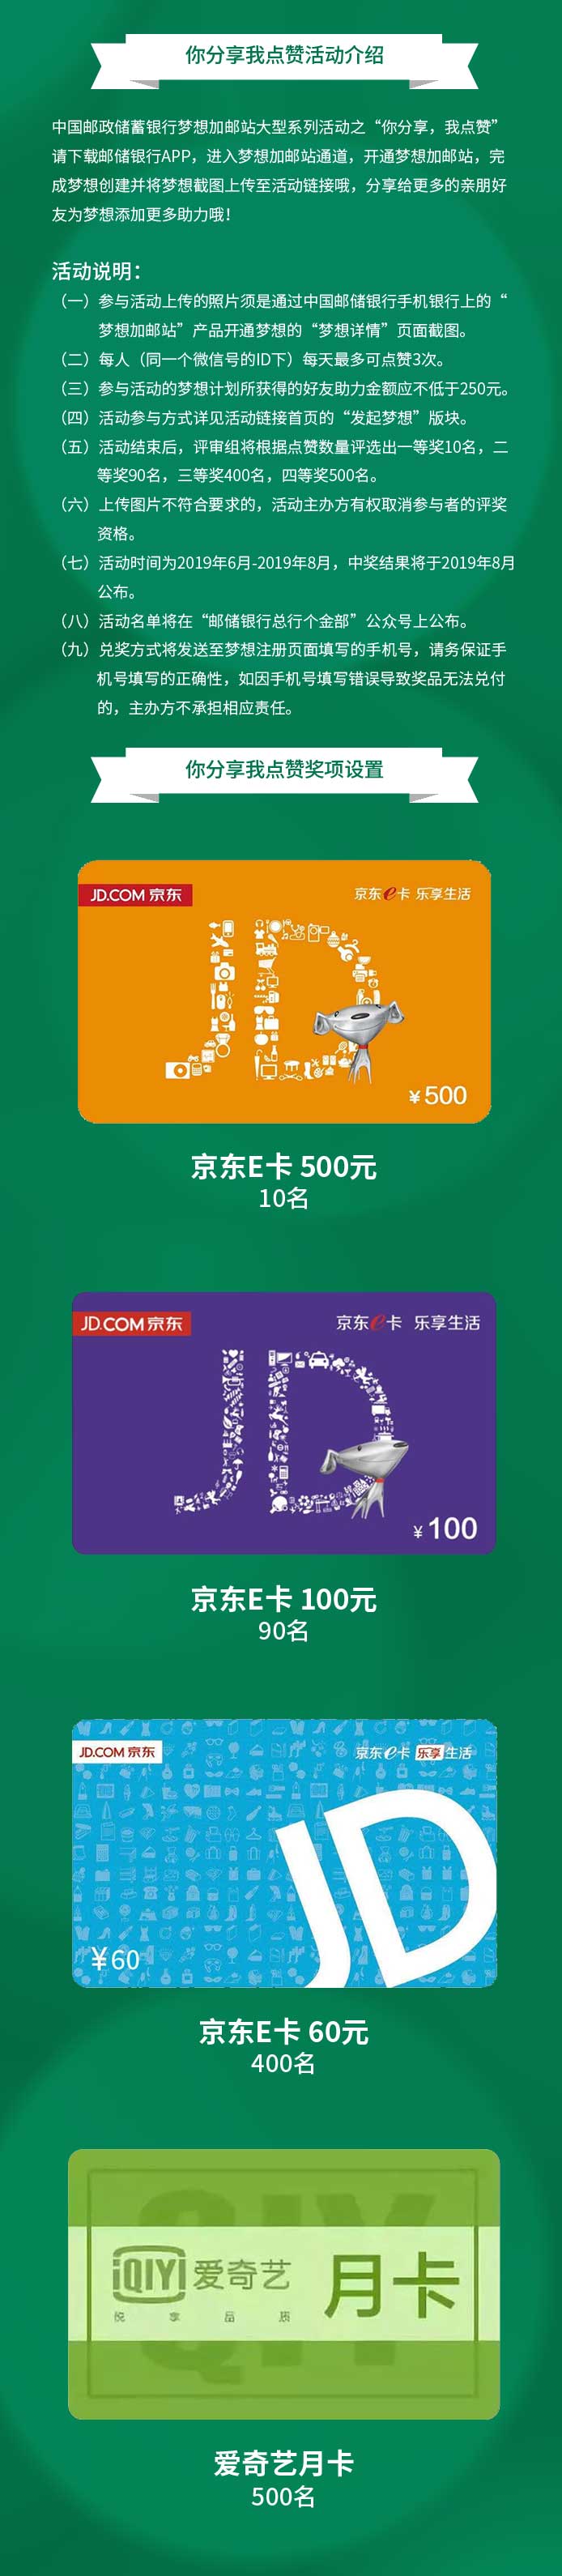 你分享我点赞活动介绍
中国邮政储蓄银行梦想加邮站大型系列活动之“你分享，我点赞”
请下载邮储银行APP，进入梦想加邮站通道，开通梦想加邮站，完
成梦想创建并将梦想截图上传至活动链接哦，分享给更多的亲朋好
友为梦想添加更多助力哦！
活动说明：
（一）参与活动上传的照片须是通过中国邮储银行手机银行上的“
梦想加邮站”产品开通梦想的“梦想详情”页面截图。
（二）每人（同一个微信号的ID下）每天最多可点赞3次。
（三）参与活动的梦想计划所获得的好友助力金额应不低于250元。
（四）活动参与方式详见活动链接首页的“发起梦想”版块。
（五）活动结束后，评审组将根据点赞数量评选出一等奖10名，二
等奖90名，三等奖400名，四等奖500名。
（六）上传图片不符合要求的，活动主办方有权取消参与者的评奖
资格。
（七）活动时间为2019年6月-2019年8月，中奖结果将于2019年8月
公布。
（八）活动名单将在“邮储银行总行个金部”公众号上公布。
（九）兑奖方式将发送至梦想注册页面填写的手机号，请务保证手
机号填写的正确性，如因手机号填写错误导致奖品无法兑付
的，主办方不承担相应责任。
你分享我点赞奖项设置
JD.COM 京东
京东e卡 乐享生活
JD
¥500
京东E卡 500元
10名
JD.COM 京东
京东e卡 乐享生活
JD
¥100
京东E卡 100元
90名
JD.COM 京东
京东e卡 乐享生活
JD
¥60
京东E卡 60元
400名
QIY
iQIYI 爱奇艺
悦享品质
月卡
爱奇艺月卡
500名